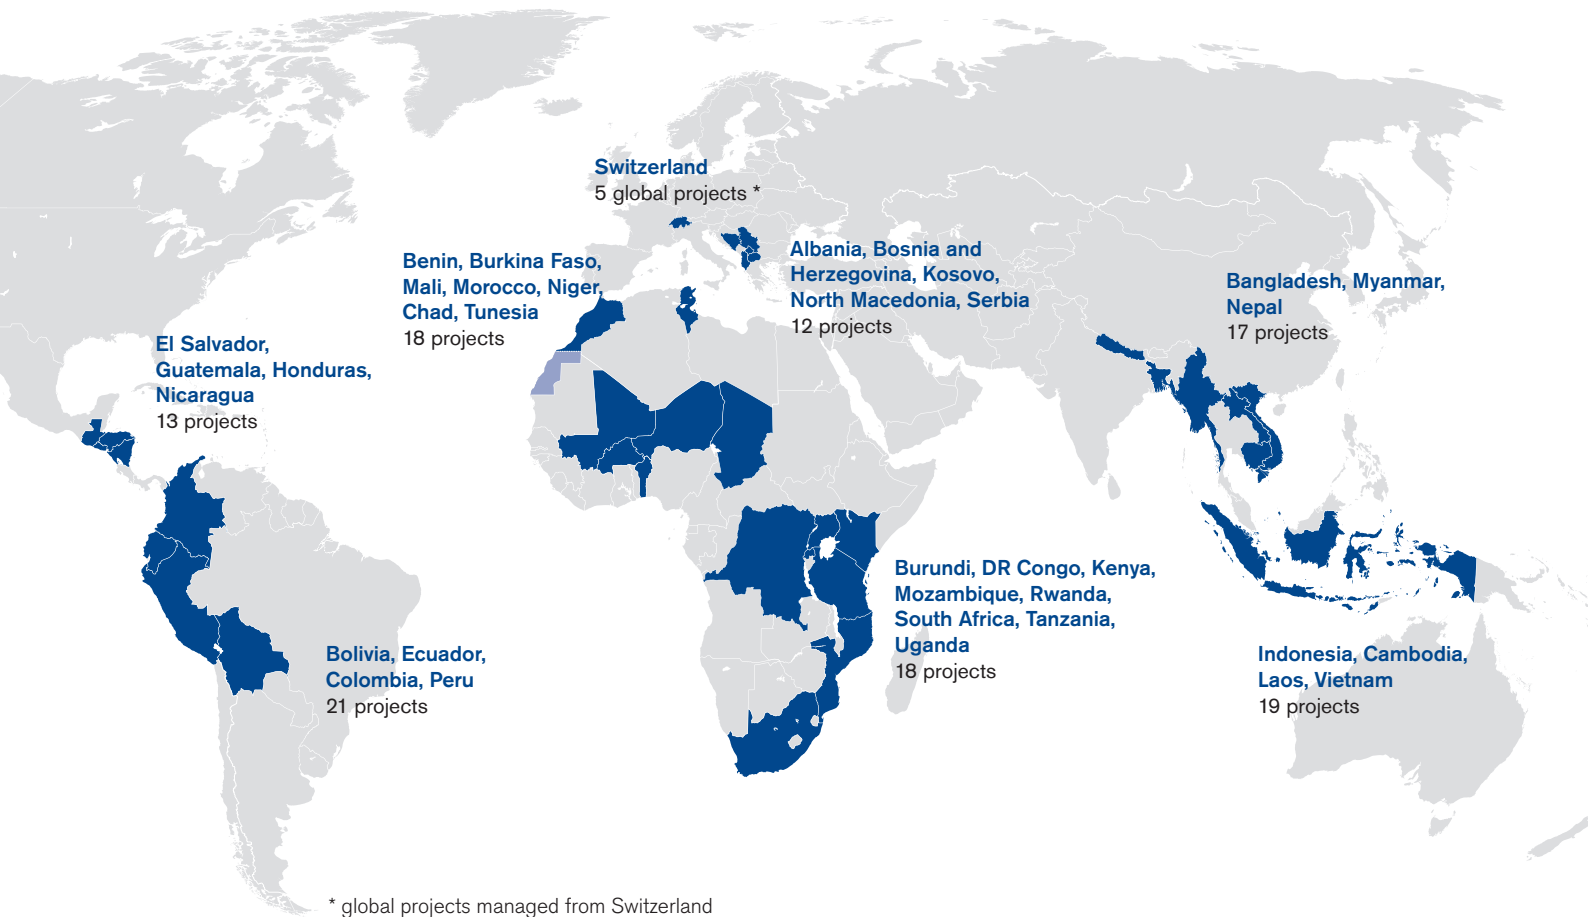 Switzerland
5 global projects *
Benin, Burkina Faso,
Mali, Morocco, Niger,
Chad, Tunesia
18 projects
Albania, Bosnia and
Herzegovina, Kosovo,
North Macedonia, Serbia
12 projects
Bangladesh, Myanmar,
Nepal
17 projects
El Salvador,
Guatemala, Honduras,
Nicaragua
13 projects
Burundi, DR Congo, Kenya,
Mozambique, Rwanda,
South Africa, Tanzania,
Uganda
18 projects
Bolivia, Ecuador,
Colombia, Peru
21 projects
Indonesia, Cambodia,
Laos, Vietnam
19 projects
* global projects managed from Switzerland